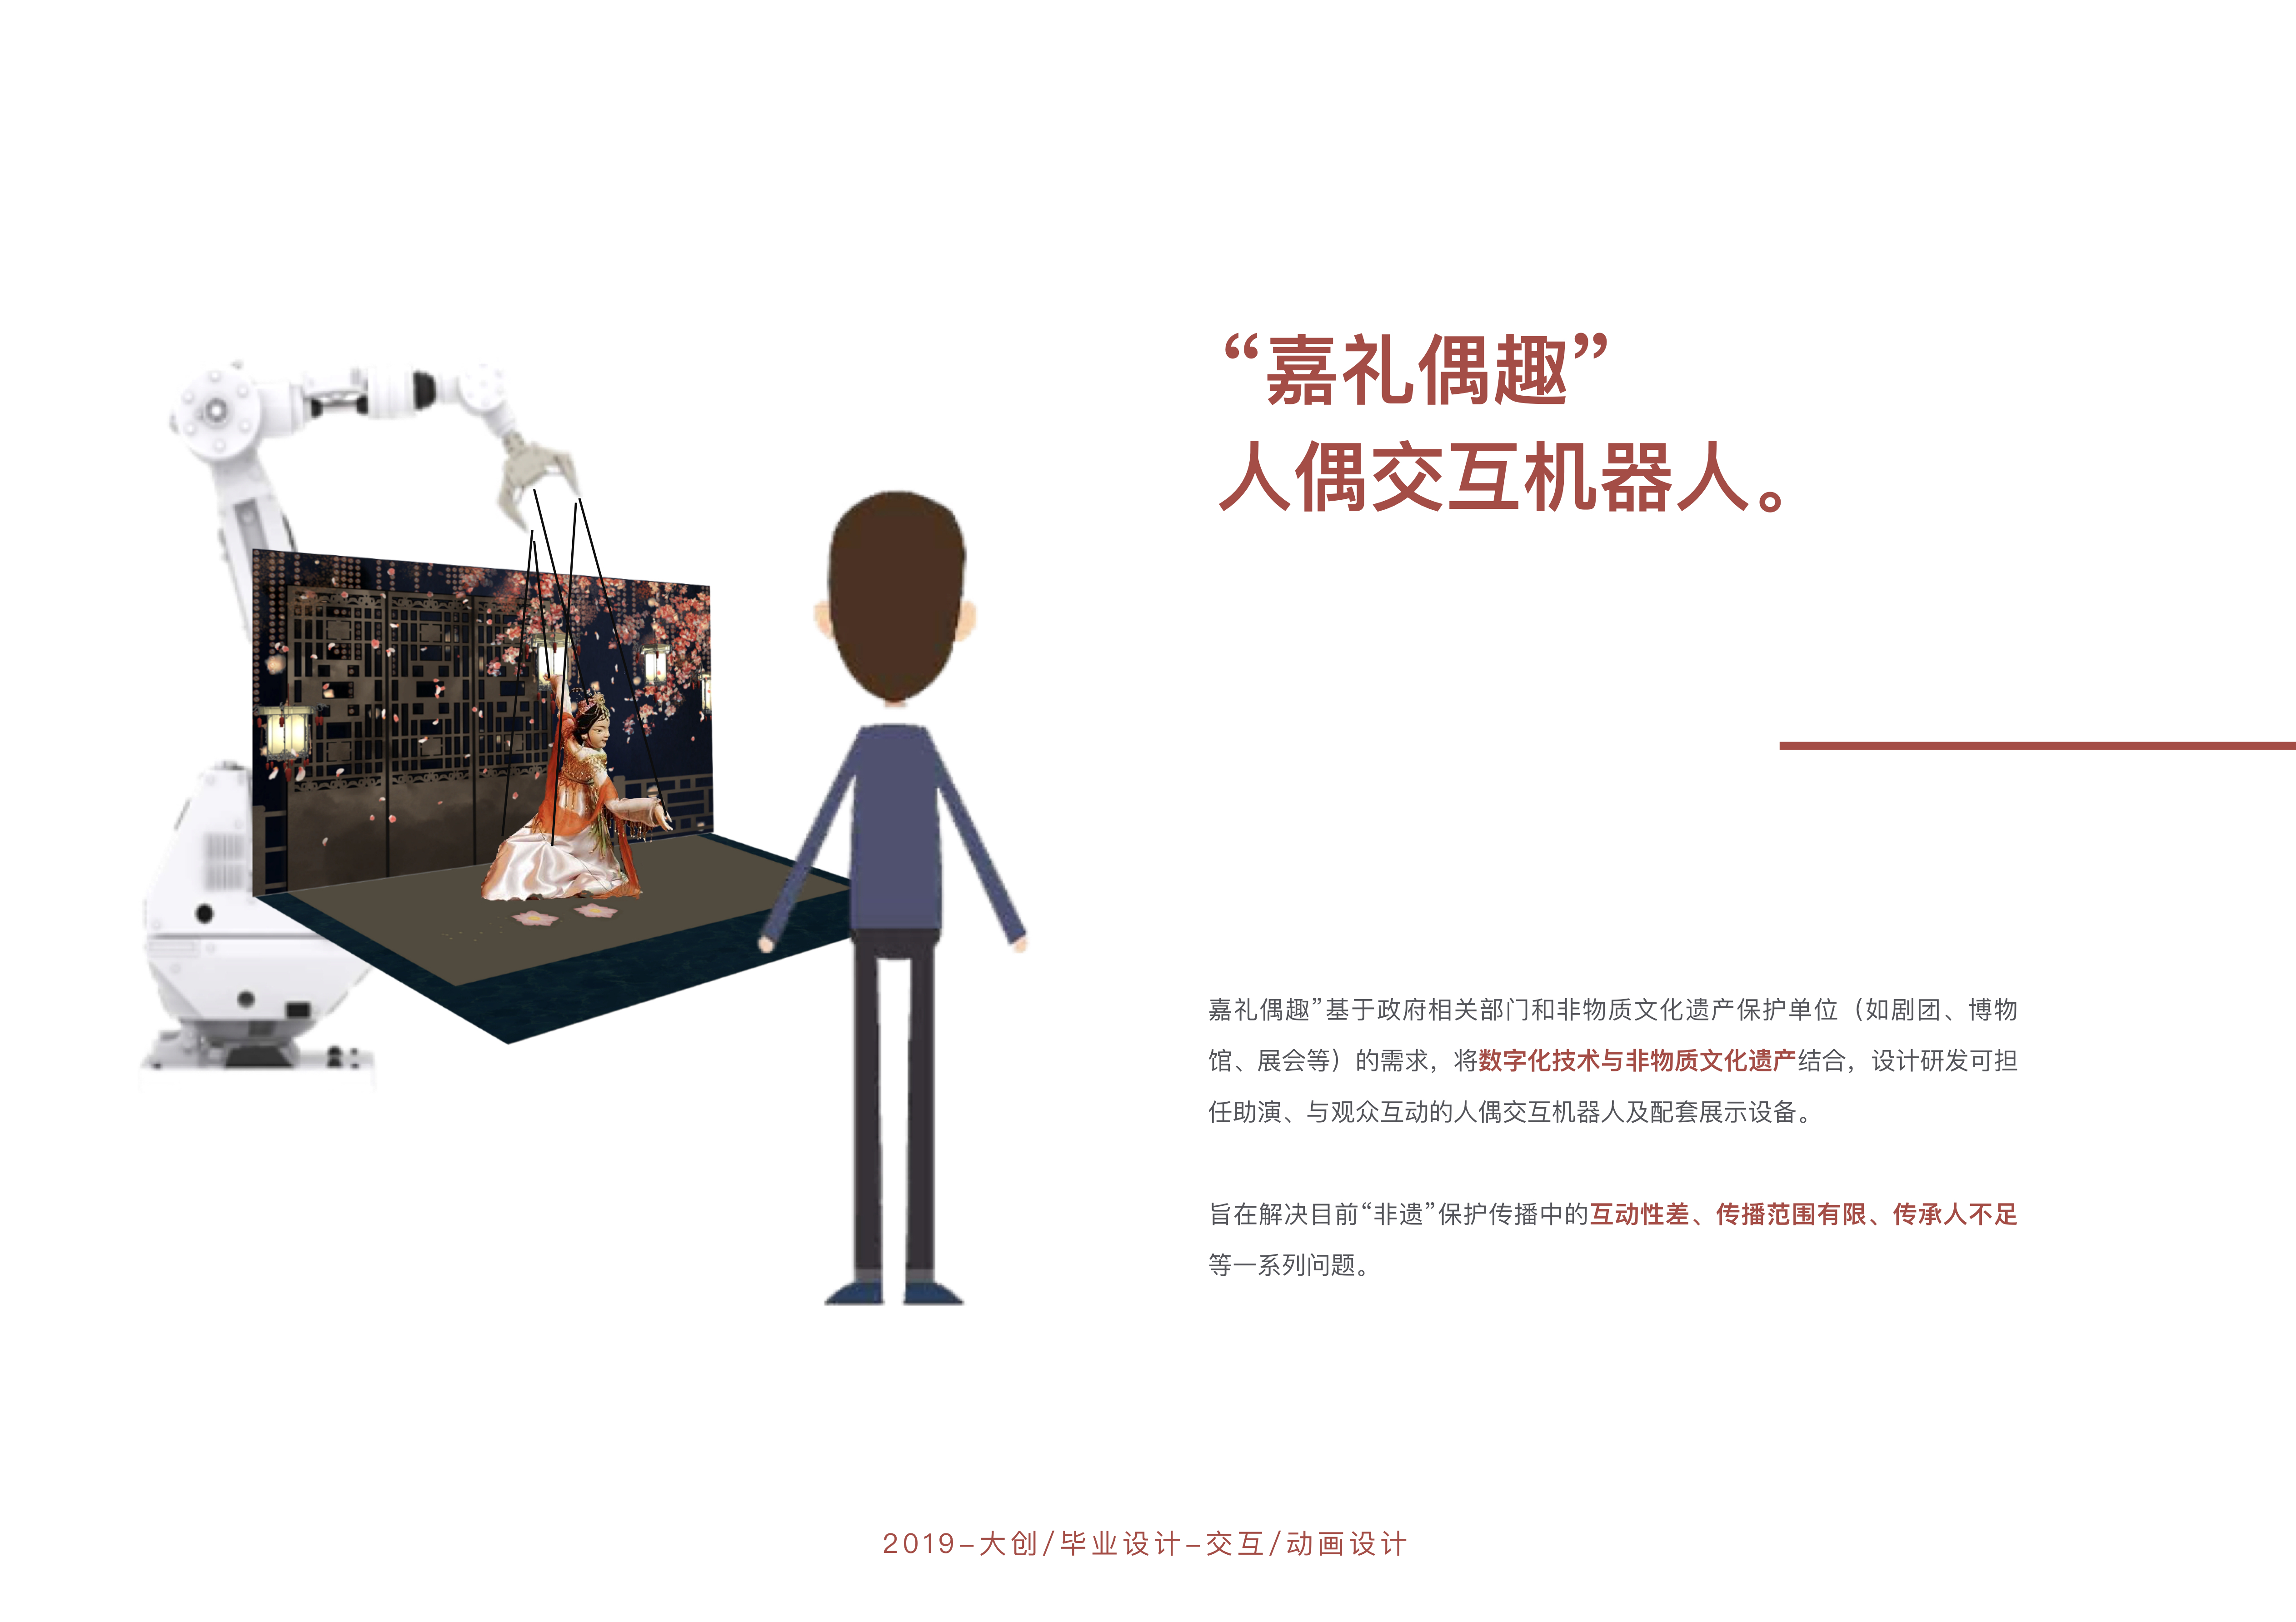 “嘉礼偶趣”
人偶交互机器人。
嘉礼偶趣”基于政府相关部门和非物质文化遗产保护单位（如剧团、博物
馆、展会等）的需求，将数字化技术与非物质文化遗产结合，设计研发可担
任助演、与观众互动的人偶交互机器人及配套展示设备。
旨在解决目前“非遗”保护传播中的互动性差、传播范围有限、传承人不足
等一系列问题。
2019–大创/毕业设计–交互/动画设计